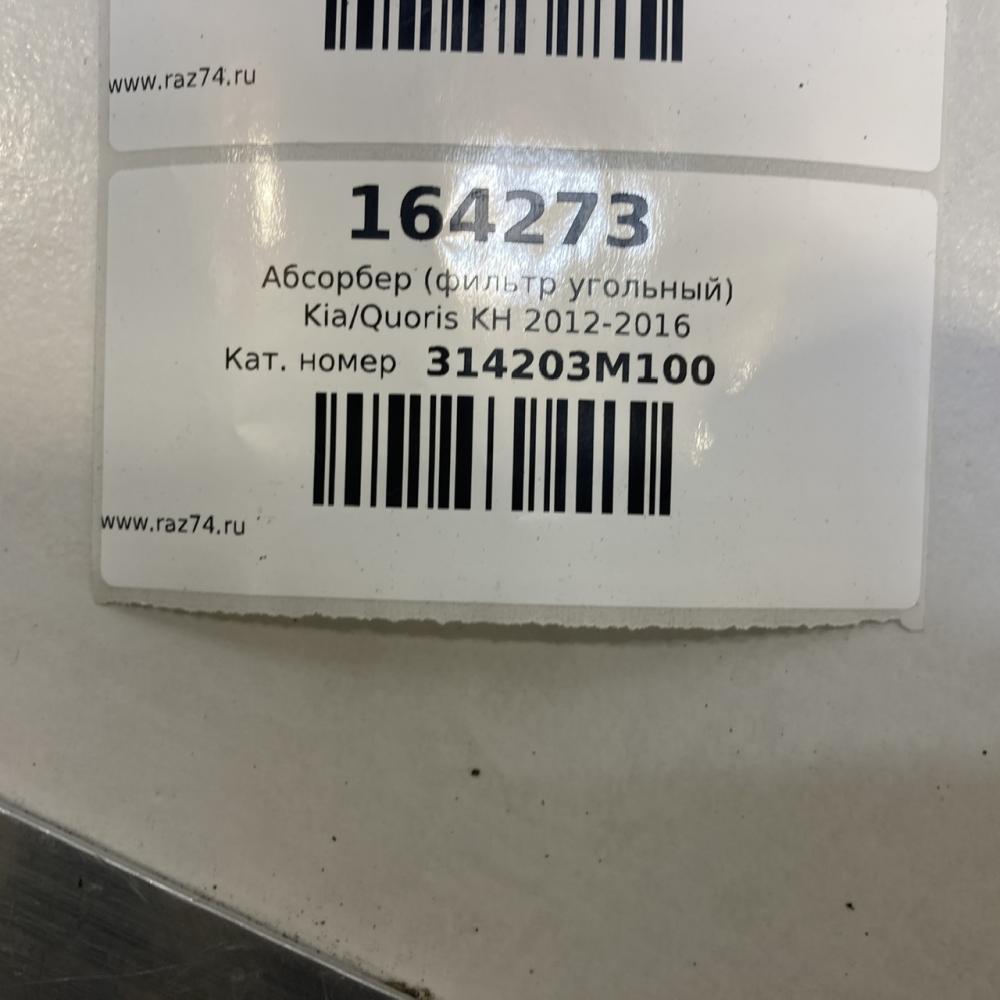 www.raz74.ru
164273
Абсорбер (фильтр угольный)
Kia/Quoris KH 2012-2016
Кат. номер 314203M100
www.raz74.ru